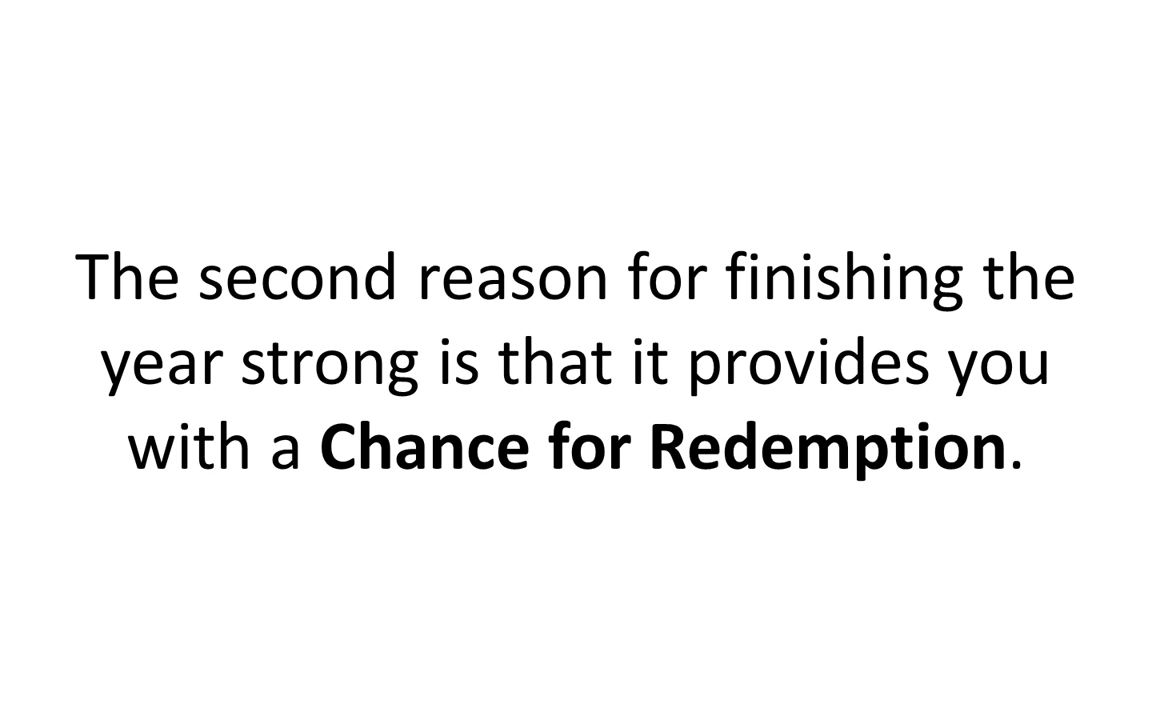 The second reason for finishing the
year strong is that it provides you
with a Chance for Redemption.